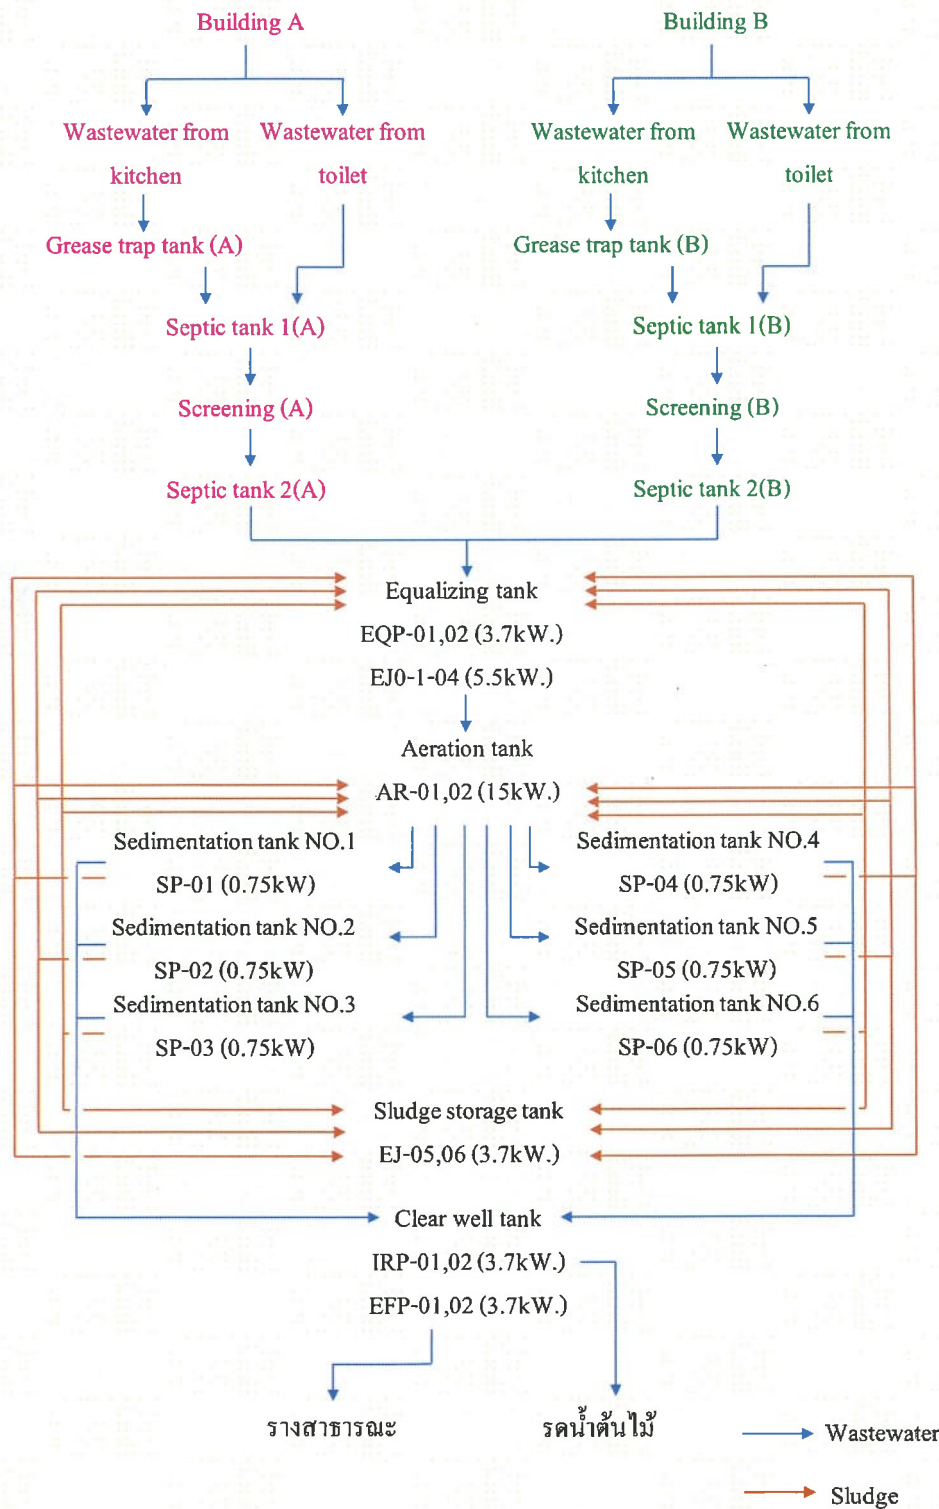 Building A
Building B
Wastewater from
kitchen
Wastewater from
toilet
Wastewater from
kitchen
Wastewater from
toilet
Grease trap tank (A)
Grease trap tank (B)
Septic tank 1(A)
Septic tank 1(B)
Screening (A)
Screening (B)
Septic tank 2(A)
Septic tank 2(B)
Equalizing tank
EQP-01,02 (3.7kW.)
EJ0-1-04 (5.5kW.)
Aeration tank
AR-01,02 (15kW.)
Sedimentation tank NO.1
SP-01 (0.75kW)
Sedimentation tank NO.2
SP-02 (0.75kW)
Sedimentation tank NO.3
SP-03 (0.75kW)
Sedimentation tank NO.4
SP-04 (0.75kW)
Sedimentation tank NO.5
SP-05 (0.75kW)
Sedimentation tank NO.6
SP-06 (0.75kW)
Sludge storage tank
EJ-05,06 (3.7kW.)
Clear well tank
IRP-01,02 (3.7kW.)
EFP-01,02 (3.7kW.)
รางสาธารณะ
รดน้ำต้นไม้
Wastewater
Sludge